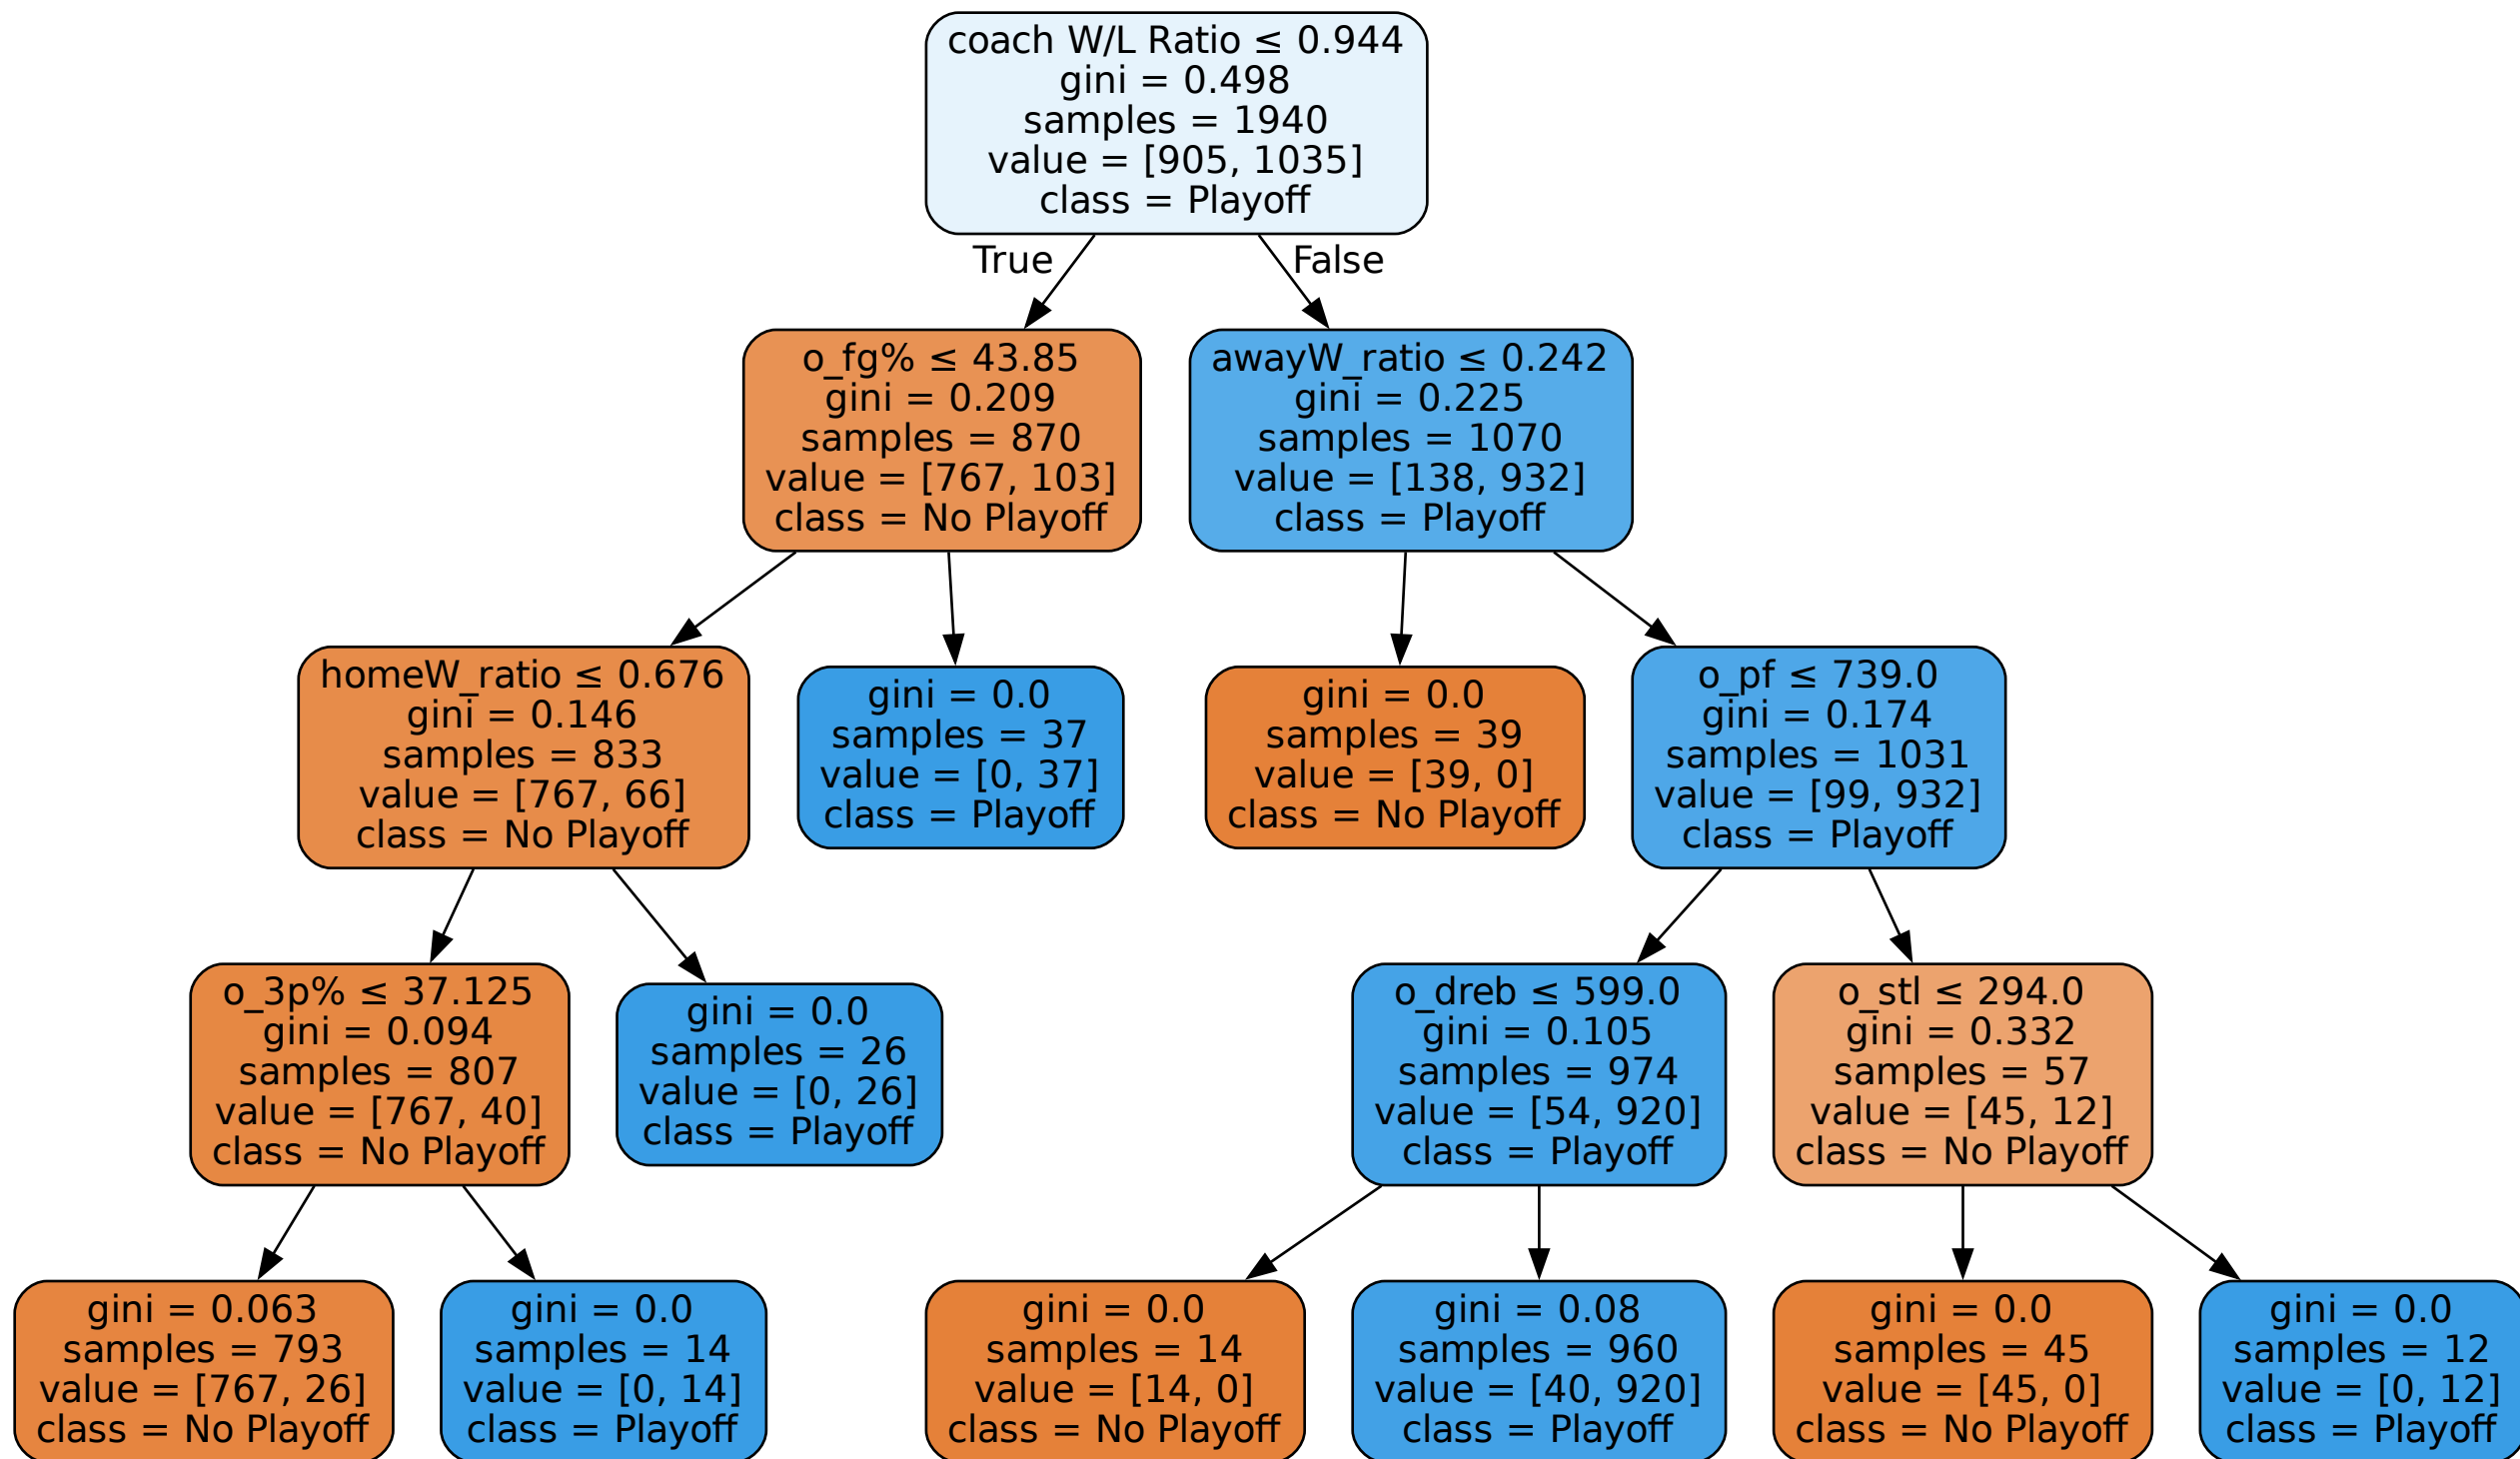 coach W/L Ratio ≤ 0.944
gini = 0.498
samples = 1940
value = [905, 1035]
class = Playoff
True
False
o_fg% ≤ 43.85
gini = 0.209
samples = 870
value = [767, 103]
class = No Playoff
awayW_ratio ≤ 0.242
gini = 0.225
samples = 1070
value = [138, 932]
class = Playoff
homeW_ratio ≤ 0.676
gini = 0.146
samples = 833
value = [767, 66]
class = No Playoff
gini = 0.0
samples = 37
value = [0, 37]
class = Playoff
gini = 0.0
samples = 39
value = [39, 0]
class = No Playoff
o_pf ≤ 739.0
gini = 0.174
samples = 1031
value = [99, 932]
class = Playoff
o_3p% ≤ 37.125
gini = 0.094
samples = 807
value = [767, 40]
class = No Playoff
gini = 0.0
samples = 26
value = [0, 26]
class = Playoff
o_dreb ≤ 599.0
gini = 0.105
samples = 974
value = [54, 920]
class = Playoff
o_stl ≤ 294.0
gini = 0.332
samples = 57
value = [45, 12]
class = No Playoff
gini = 0.063
samples = 793
value = [767, 26]
class = No Playoff
gini = 0.0
samples = 14
value = [0, 14]
class = Playoff
gini = 0.0
samples = 14
value = [14, 0]
class = No Playoff
gini = 0.08
samples = 960
value = [40, 920]
class = Playoff
gini = 0.0
samples = 45
value = [45, 0]
class = No Playoff
gini = 0.0
samples = 12
value = [0, 12]
class = Playoff